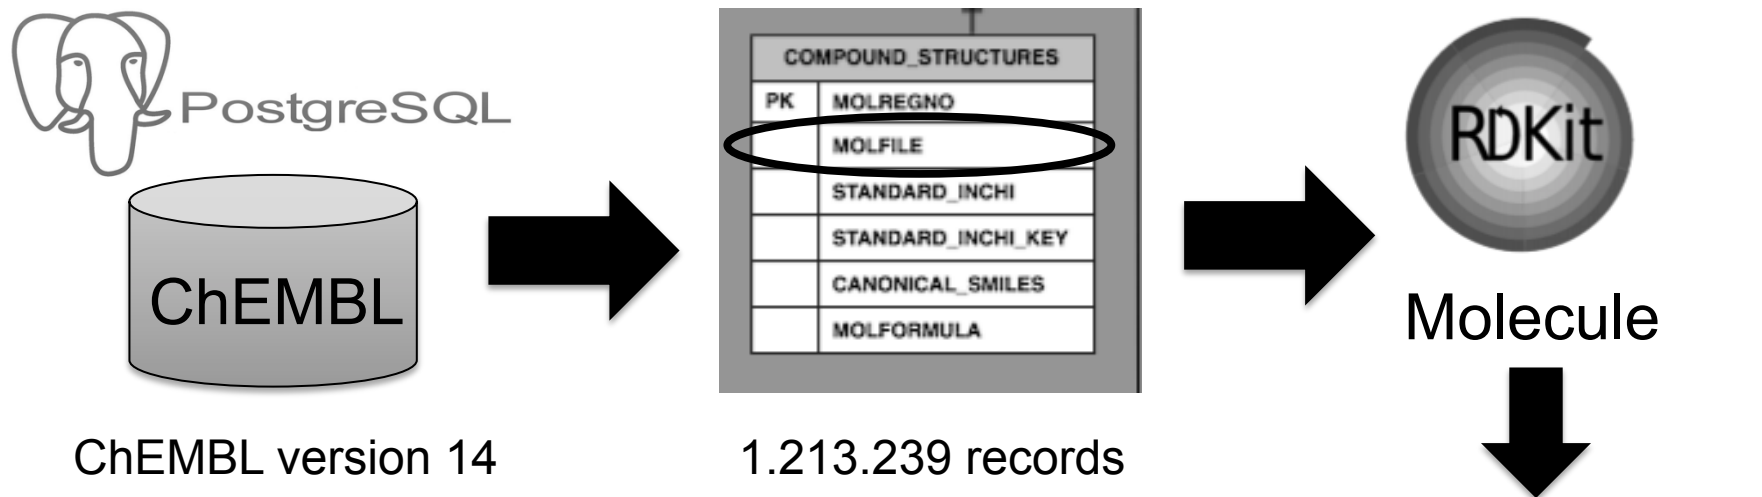 PostgreSQL
ChEMBL
ChEMBL version 14
COMPOUND_STRUCTURES
PK MOLREGNO
MOLFILE
STANDARD_INCHI
STANDARD_INCHI_KEY
CANONICAL_SMILES
MOLFORMULA
1.213.239 records
RDKit
Molecule